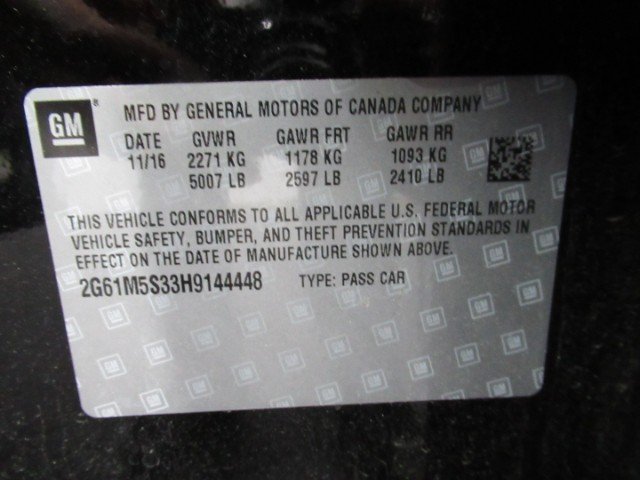 GM ®
MFD BY GENERAL MOTORS OF CANADA COMPANY
DATE GVWR GAWR FRT GAWR RR
11/16 2271 KG 1178 KG 1093 KG
5007 LB 2597 LB 2410 LB
THIS VEHICLE CONFORMS TO ALL APPLICABLE U.S. FEDERAL MOTOR
VEHICLE SAFETY, BUMPER, AND THEFT PREVENTION STANDARDS IN
EFFECT ON THE DATE OF MANUFACTURE SHOWN ABOVE.
2G61M5S33H9144448 TYPE: PASS CAR